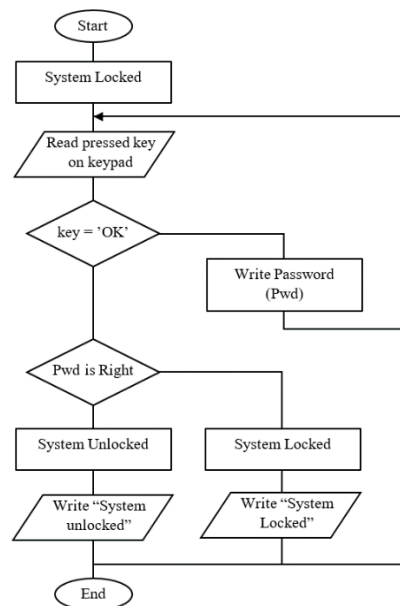 Start
System Locked
Read pressed key
on keypad
key = ’OK’
Write Password
(Pwd)
Pwd is Right
System Unlocked
System Locked
Write “System
unlocked”
Write “System
Locked”
End